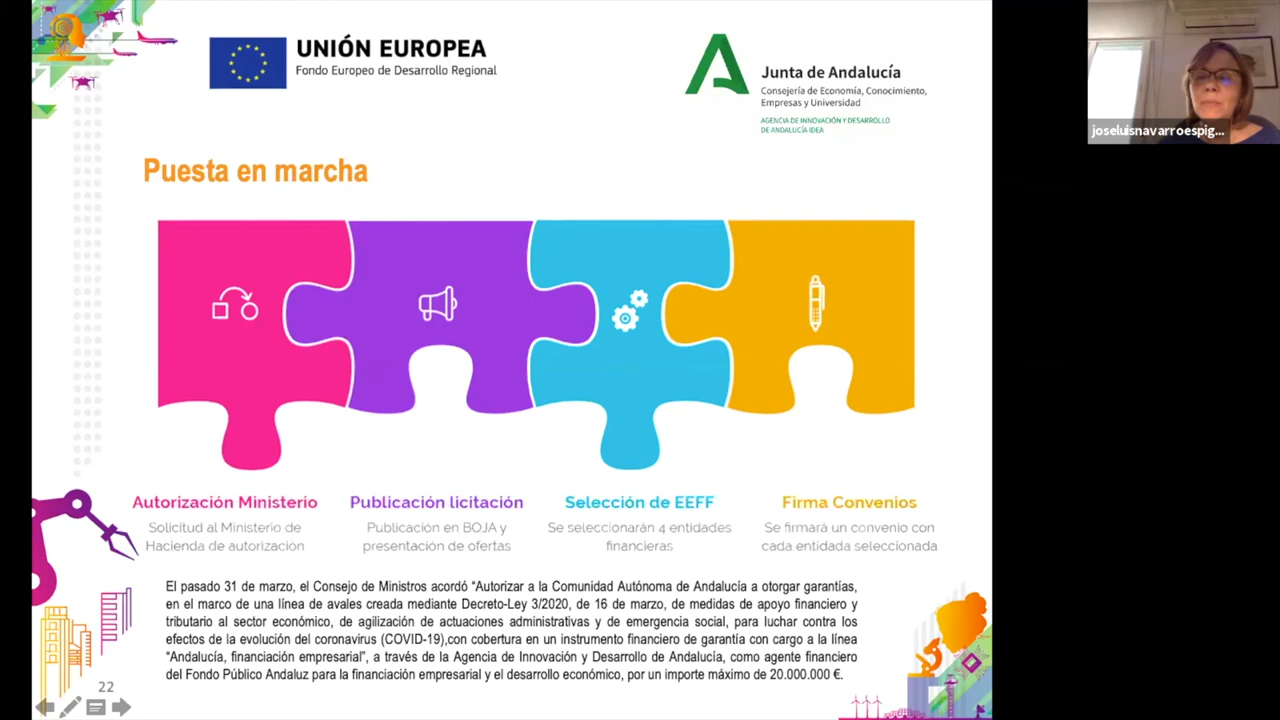 UNIÓN EUROPEA
Fondo Europeo de Desarrollo Regional
Junta de Andalucía
Consejería de Economía, Conocimiento,
Empresas y Universidad
AGENCIA DE INNOVACIÓN Y DESARROLLO
DE ANDALUCÍA IDEA
joseluisnavarroespig...
Puesta en marcha
Autorización Ministerio
Solicitud al Ministerio de
Hacienda de autorización
Publicación licitación
Publicación en BOJA y
presentación de ofertas
Selección de EEFF
Se seleccionarán 4 entidades
financieras
Firma Convenios
Se firmará un convenio con
cada entidada seleccionada
El pasado 31 de marzo, el Consejo de Ministros acordó “Autorizar a la Comunidad Autónoma de Andalucía a otorgar garantías,
en el marco de una línea de avales creada mediante Decreto-Ley 3/2020, de 16 de marzo, de medidas de apoyo financiero y
tributario al sector económico, de agilización de actuaciones administrativas y de emergencia social, para luchar contra los
efectos de la evolución del coronavirus (COVID-19),con cobertura en un instrumento financiero de garantía con cargo a la línea
“Andalucía, financiación empresarial”, a través de la Agencia de Innovación y Desarrollo de Andalucía, como agente financiero
del Fondo Público Andaluz para la financiación empresarial y el desarrollo económico, por un importe máximo de 20.000.000 €.
22